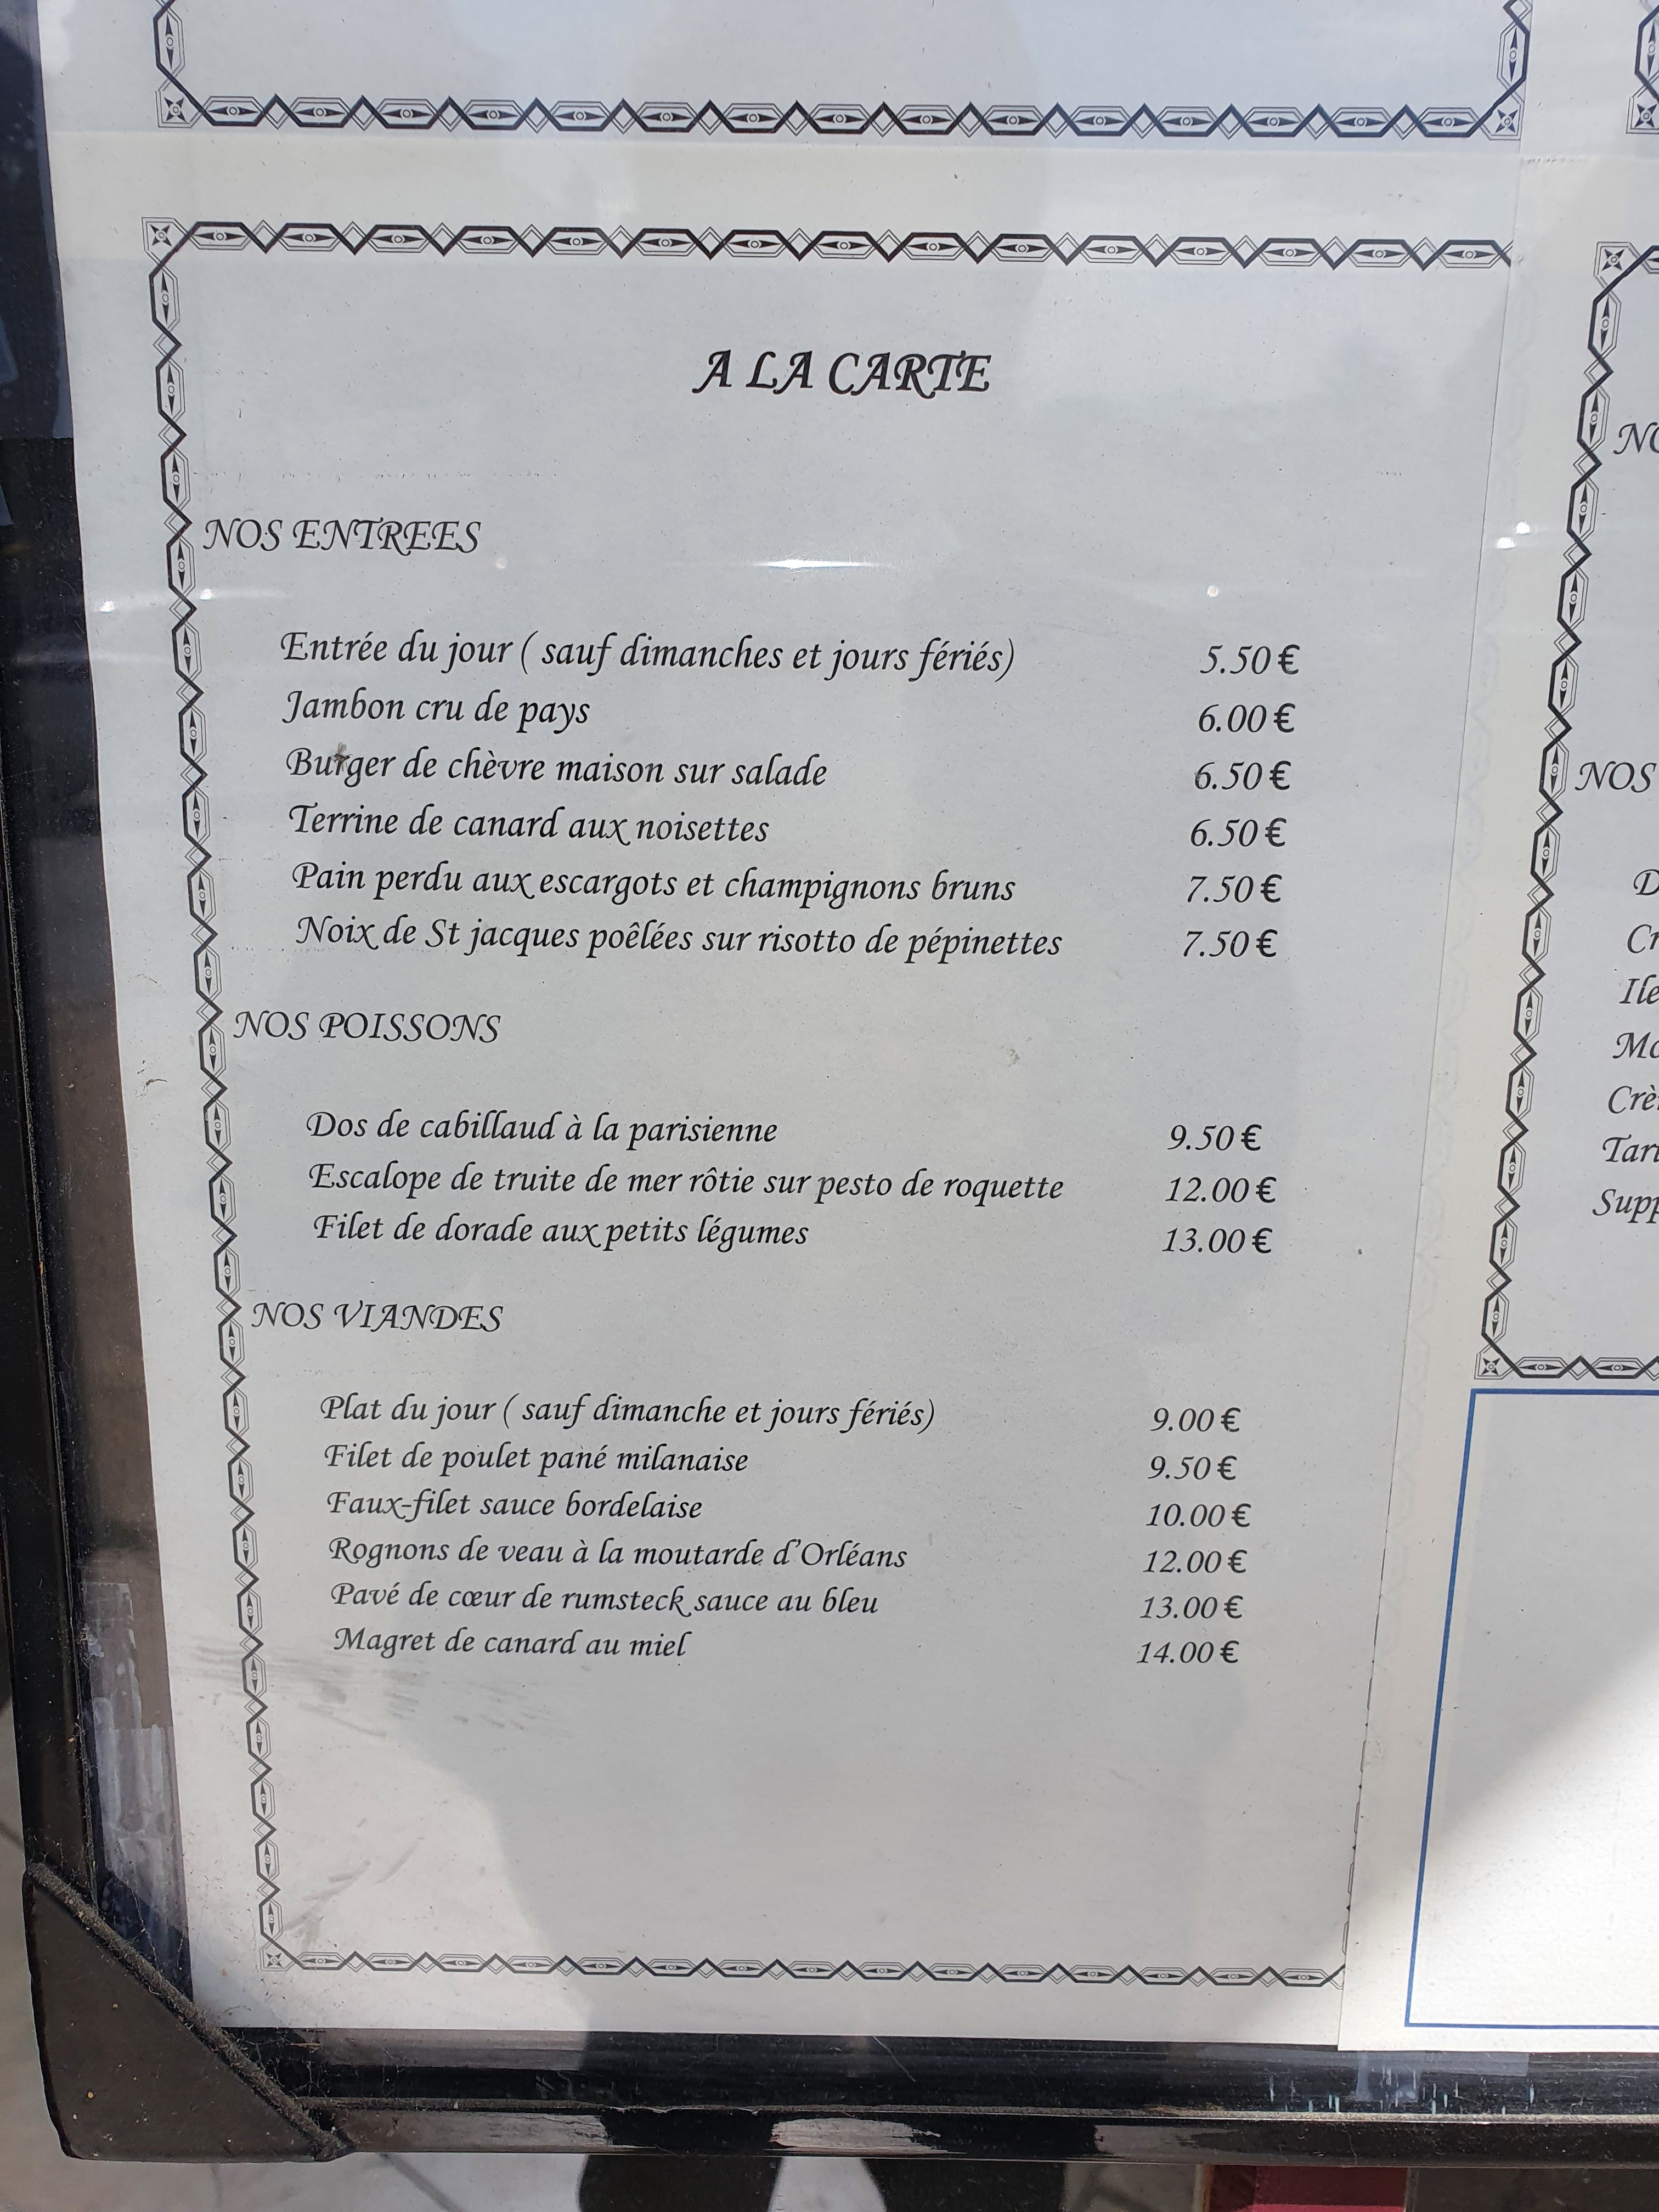 A LA CARTE
NOS ENTREES
Entrée du jour ( sauf dimanches et jours fériés) 5.50 €
Jambon cru de pays 6.00 €
Burger de chèvre maison sur salade 6.50 €
Terrine de canard aux noisettes 6.50 €
Pain perdu aux escargots et champignons bruns 7.50 €
Noix de St jacques poêlées sur risotto de pépinettes 7.50 €
NOS POISSONS
Dos de cabillaud à la parisienne 9.50 €
Escalope de truite de mer rôtie sur pesto de roquette 12.00 €
Filet de dorade aux petits légumes 13.00 €
NOS VIANDES
Plat du jour ( sauf dimanche et jours fériés) 9.00 €
Filet de poulet pané milanaise 9.50 €
Faux-filet sauce bordelaise 10.00 €
Rognons de veau à la moutarde d'Orléans 12.00 €
Pavé de cœur de rumsteck sauce au bleu 13.00 €
Magret de canard au miel 14.00 €
NOS